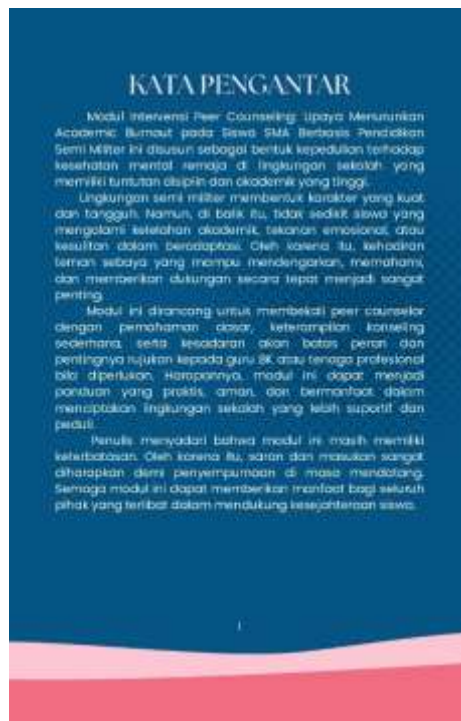 KATA PENGANTAR
Modul Intervensi Peer Counseling: Upaya Menurunkan
Academic Burnout pada Siswa SMA Berbasis Pendidikan
Semi Militer ini disusun sebagai bentuk kepedulian terhadap
kesehatan mental remaja di lingkungan sekolah yang
memiliki tuntutan disiplin dan akademik yang tinggi.
Lingkungan semi militer membentuk karakter yang kuat
dan tangguh. Namun, di balik itu, tidak sedikit siswa yang
mengalami kelelahan akademik, tekanan emosional, atau
kesulitan dalam beradaptasi. Oleh karena itu, kehadiran
teman sebaya yang mampu mendengarkan, memahami,
dan memberikan dukungan secara tepat menjadi sangat
penting.
Modul ini dirancang untuk membekali peer counselor
dengan pemahaman dasar, keterampilan konseling
sederhana, serta kesadaran akan batas peran dan
pentingnya rujukan kepada guru BK atau tenaga profesional
bila diperlukan. Harapannya, modul ini dapat menjadi
panduan yang praktis, aman, dan bermanfaat dalam
menciptakan lingkungan sekolah yang lebih suportif dan
peduli.
Penulis menyadari bahwa modul ini masih memiliki
keterbatasan. Oleh karena itu, saran dan masukan sangat
diharapkan demi penyempurnaan di masa mendatang.
Semoga modul ini dapat memberikan manfaat bagi seluruh
pihak yang terlibat dalam mendukung kesejahteraan siswa.